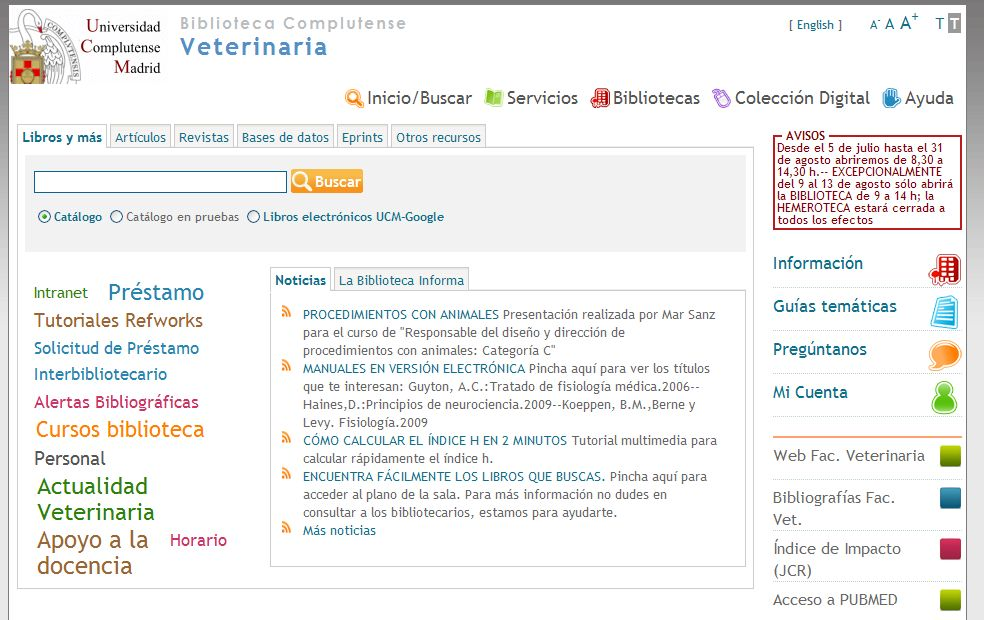 Universidad
Complutense
Madrid
Biblioteca Complutense
Veterinaria
[ English ]
A- A A+ T T
Inicio/Buscar Servicios Bibliotecas Colección Digital Ayuda
Libros y más Artículos Revistas Bases de datos Eprints Otros recursos
Buscar
Catálogo Catálogo en pruebas Libros electrónicos UCM-Google
Intranet Préstamo
Tutoriales Refworks
Solicitud de Préstamo
Interbibliotecario
Alertas Bibliográficas
Cursos biblioteca
Personal
Actualidad
Veterinaria
Apoyo a la Horario
docencia
Noticias La Biblioteca Informa
PROCEDIMIENTOS CON ANIMALES Presentación realizada por Mar Sanz
para el curso de "Responsable del diseño y dirección de
procedimientos con animales: Categoría C"
MANUALES EN VERSIÓN ELECTRÓNICA Pincha aquí para ver los títulos
que te interesan: Guyton, A.C.:Tratado de fisiología médica.2006--
Haines,D.:Principios de neurociencia.2009--Koeppen, B.M.,Berne y
Levy. Fisiología.2009
CÓMO CALCULAR EL ÍNDICE H EN 2 MINUTOS Tutorial multimedia para
calcular rápidamente el índice h.
ENCUENTRA FÁCILMENTE LOS LIBROS QUE BUSCAS. Pincha aquí para
acceder al plano de la sala. Para más información no dudes en
consultar a los bibliotecarios, estamos para ayudarte.
Más noticias
AVISOS
Desde el 5 de julio hasta el 31
de agosto abriremos de 8,30 a
14,30 h.-- EXCEPCIONALMENTE
del 9 al 13 de agosto sólo abrirá
la BIBLIOTECA de 9 a 14 h; la
HEMEROTECA estará cerrada a
todos los efectos
Información
Guías temáticas
Pregúntanos
Mi Cuenta
Web Fac. Veterinaria
Bibliografías Fac.
Vet.
Índice de Impacto
(JCR)
Acceso a PUBMED